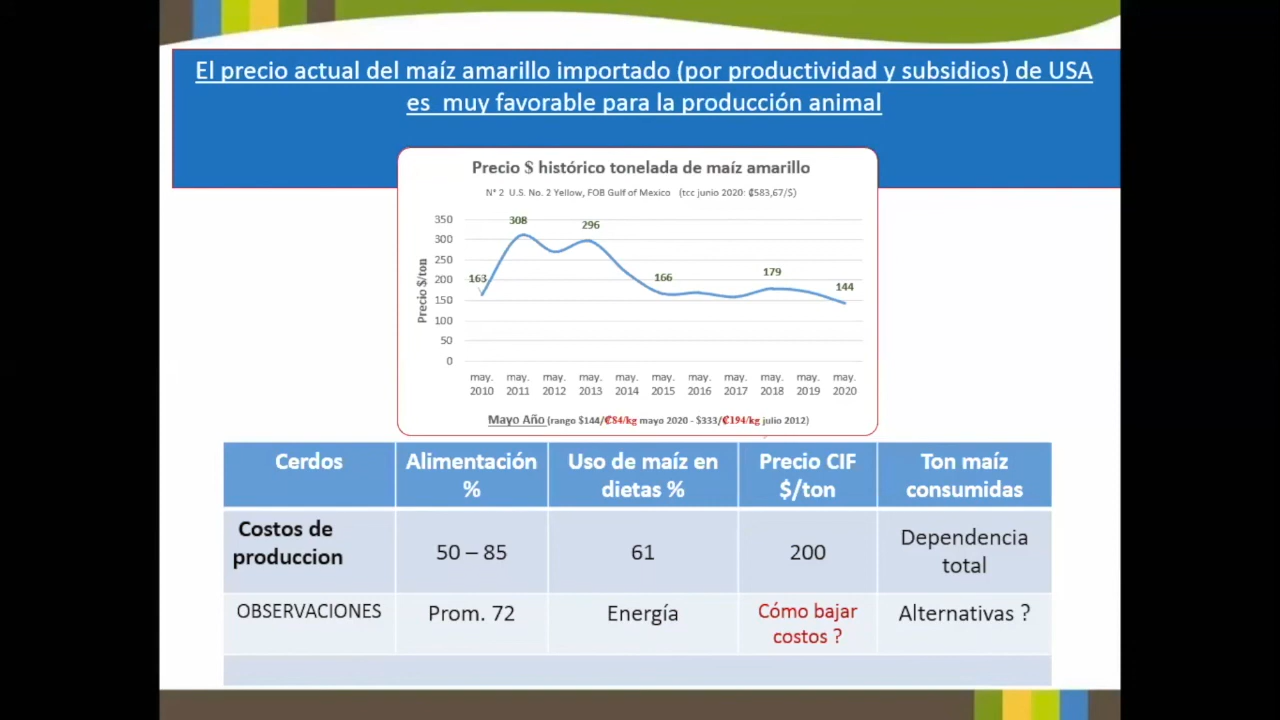 El precio actual del maíz amarillo importado (por productividad y subsidios) de USA
es muy favorable para la producción animal
Precio $ histórico tonelada de maíz amarillo
N° 2 U.S. No. 2 Yellow, FOB Gulf of Mexico (tcc junio 2020: ₡583,67/$)
Precio $/ton
350
300
250
200
150
100
50
0
163
308
296
166
179
144
may. may. may. may. may. may. may. may. may. may. may.
2010 2011 2012 2013 2014 2015 2016 2017 2018 2019 2020
Mayo Año (rango $144/₡84/kg mayo 2020 - $333/₡194/kg julio 2012)
Cerdos
Alimentación
%
Uso de maíz en
dietas %
Precio CIF
$/ton
Ton maíz
consumidas
Costos de
produccion
50 – 85
61
200
Dependencia
total
OBSERVACIONES
Prom. 72
Energía
Cómo bajar
costos ?
Alternativas ?